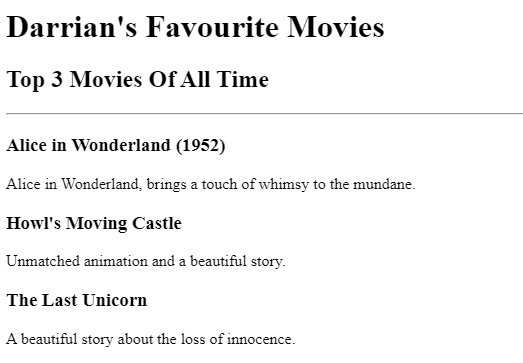 Darrian's Favourite Movies
Top 3 Movies Of All Time
Alice in Wonderland (1952)
Alice in Wonderland, brings a touch of whimsy to the mundane.
Howl's Moving Castle
Unmatched animation and a beautiful story.
The Last Unicorn
A beautiful story about the loss of innocence.